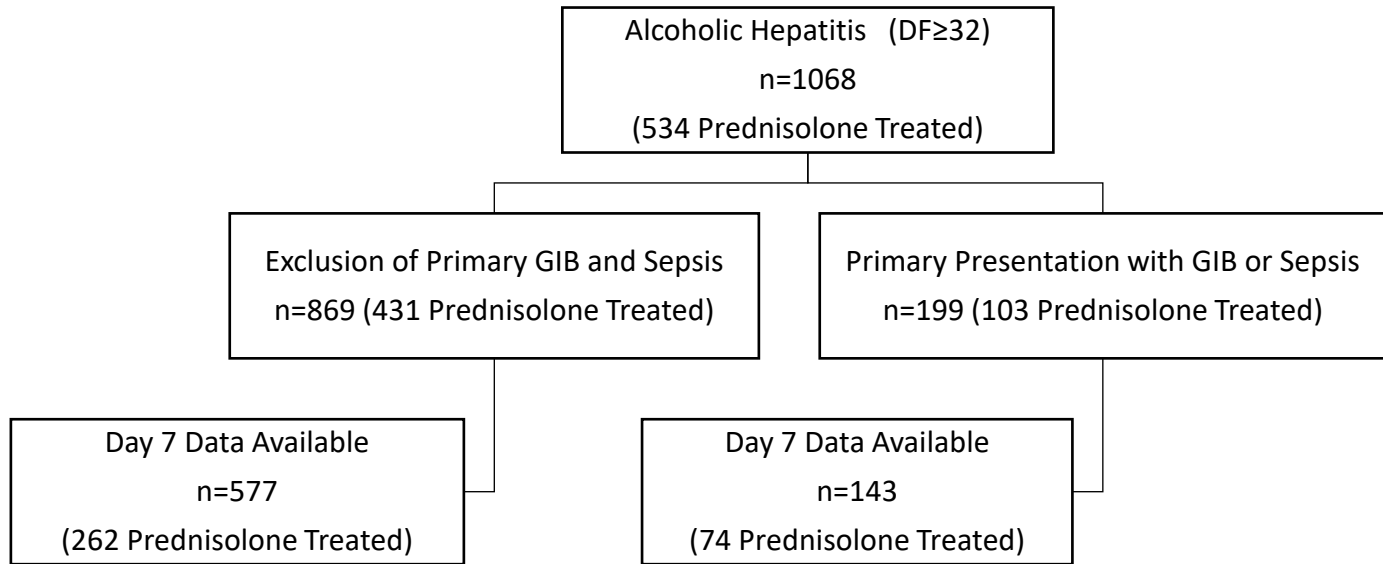 Alcoholic Hepatitis (DF≥32)
n=1068
(534 Prednisolone Treated)
Exclusion of Primary GIB and Sepsis
n=869 (431 Prednisolone Treated)
Primary Presentation with GIB or Sepsis
n=199 (103 Prednisolone Treated)
Day 7 Data Available
n=577
(262 Prednisolone Treated)
Day 7 Data Available
n=143
(74 Prednisolone Treated)